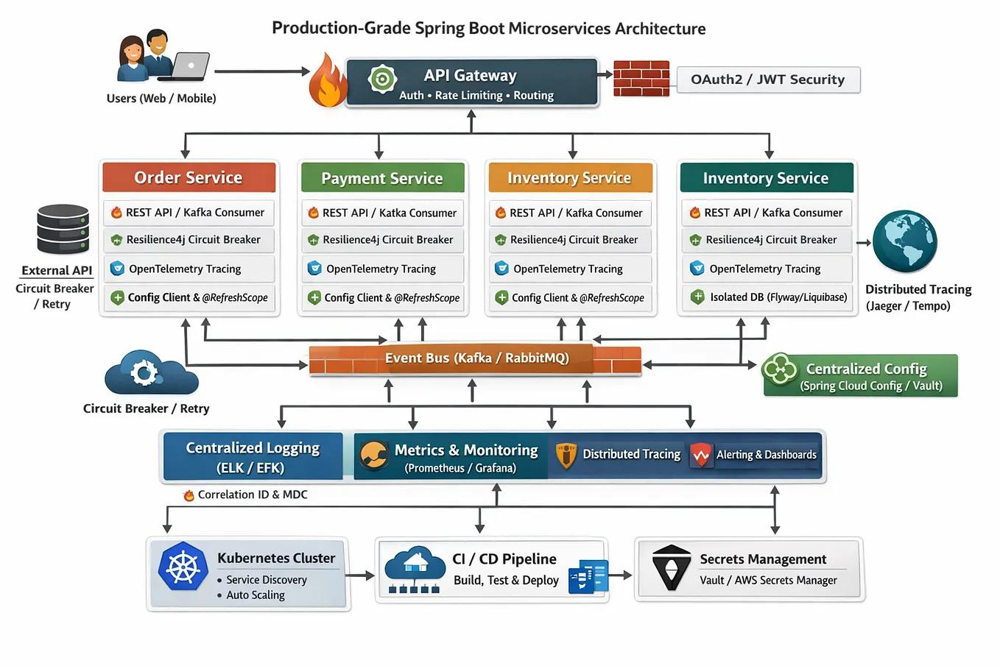 Production-Grade Spring Boot Microservices Architecture
Users (Web / Mobile)
API Gateway
Auth • Rate Limiting • Routing
OAuth2 / JWT Security
Order Service
REST API / Kafka Consumer
Resilience4j Circuit Breaker
OpenTelemetry Tracing
Config Client & @RefreshScope
Payment Service
REST API / Katka Consumer
Resilience4j Circuit Breaker
OpenTelemetry Tracing
Config Client & @RefreshScope
Inventory Service
REST API / Kafka Consumer
Resilience4j Circuit Breaker
OpenTelemetry Tracing
Config Client & @RefreshScope
Inventory Service
REST API / Kafka Consumer
Resilience4j Circuit Breaker
OpenTelemetry Tracing
Isolated DB (Flyway/Liquibase)
External API
Circuit Breaker
/ Retry
Distributed Tracing
(Jaeger / Tempo)
Circuit Breaker / Retry
Event Bus (Kafka / RabbitMQ)
Centralized Config
(Spring Cloud Config / Vault)
Centralized Logging
(ELK / EFK)
Metrics & Monitoring
(Prometheus / Grafana)
Distributed Tracing
Alerting & Dashboards
Correlation ID & MDC
Kubernetes Cluster
• Service Discovery
• Auto Scaling
CI / CD Pipeline
Build, Test & Deploy
Secrets Management
Vault / AWS Secrets Manager